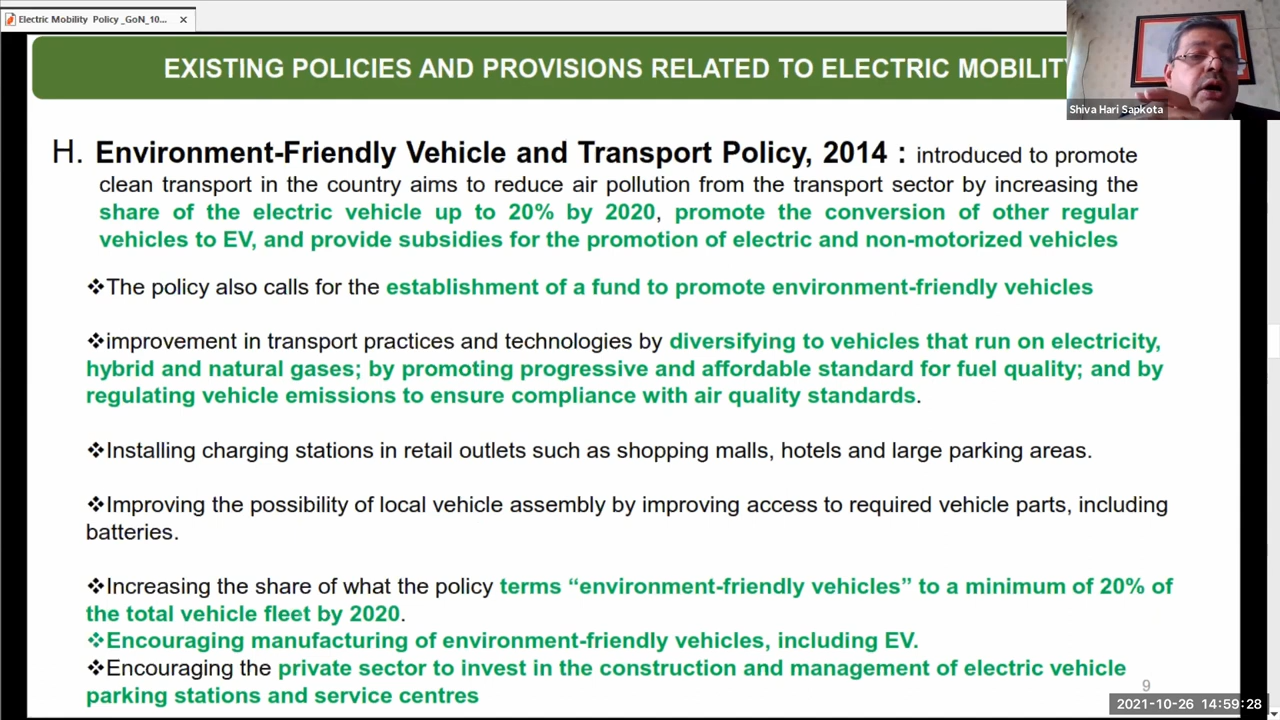 Electric Mobility Policy _GoN_10...
EXISTING POLICIES AND PROVISIONS RELATED TO ELECTRIC MOBILITY
Shiva Hari Sapkota
H. Environment-Friendly Vehicle and Transport Policy, 2014 : introduced to promote
clean transport in the country aims to reduce air pollution from the transport sector by increasing the
share of the electric vehicle up to 20% by 2020, promote the conversion of other regular
vehicles to EV, and provide subsidies for the promotion of electric and non-motorized vehicles
❖The policy also calls for the establishment of a fund to promote environment-friendly vehicles
❖improvement in transport practices and technologies by diversifying to vehicles that run on electricity,
hybrid and natural gases; by promoting progressive and affordable standard for fuel quality; and by
regulating vehicle emissions to ensure compliance with air quality standards.
❖Installing charging stations in retail outlets such as shopping malls, hotels and large parking areas.
❖Improving the possibility of local vehicle assembly by improving access to required vehicle parts, including
batteries.
❖Increasing the share of what the policy terms “environment-friendly vehicles” to a minimum of 20% of
the total vehicle fleet by 2020.
❖Encouraging manufacturing of environment-friendly vehicles, including EV.
❖Encouraging the private sector to invest in the construction and management of electric vehicle
parking stations and service centres
9
2021-10-26 14:59:28